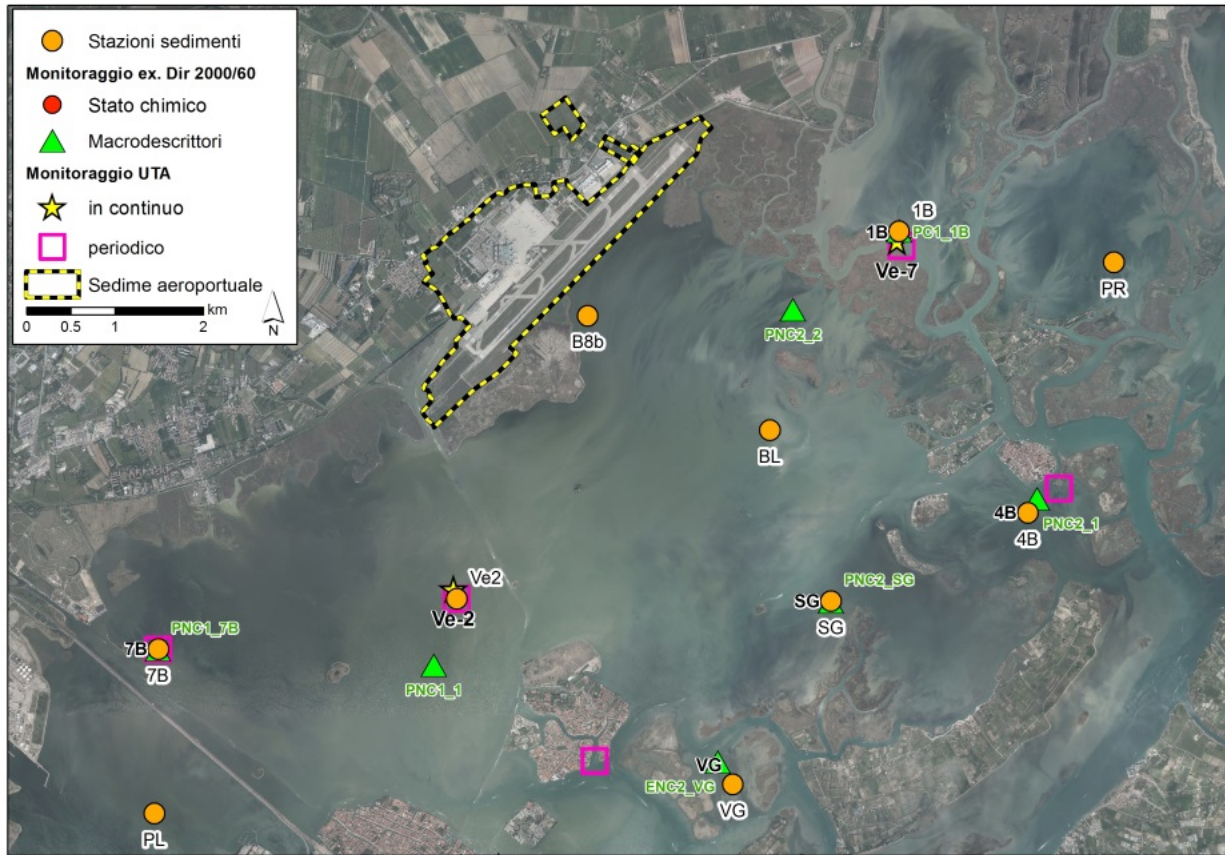 Stazioni sedimenti
Monitoraggio ex. Dir 2000/60
Stato chimico
Macrodescrittori
Monitoraggio UTA
in continuo
periodico
Sedime aeroportuale
km
0 0.5 1 2
N
1B
1B PC1_1B
Ve-7
PR
B8b
PNC2_2
BL
4B PNC2_1
4B
PNC2_SG
SG
SG
Ve2
Ve-2
PNC1_7B
7B
7B
PNC1_1
VG
ENC2_VG
VG
PL